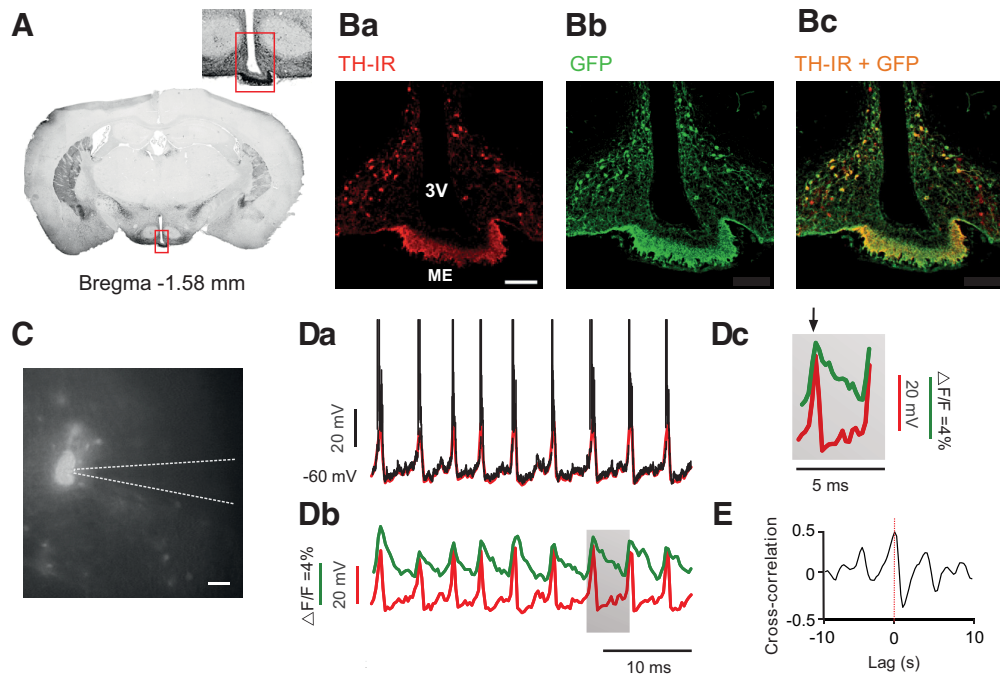 A
Bregma -1.58 mm
Ba
TH-IR
3V
ME
Bb
GFP
Bc
TH-IR + GFP
C
Da
20 mV
-60 mV
Db
△F/F =4%
20 mV
10 ms
Dc
20 mV
△F/F =4%
5 ms
E
Cross-correlation
0.5
0
-0.5
-10
0
10
Lag (s)